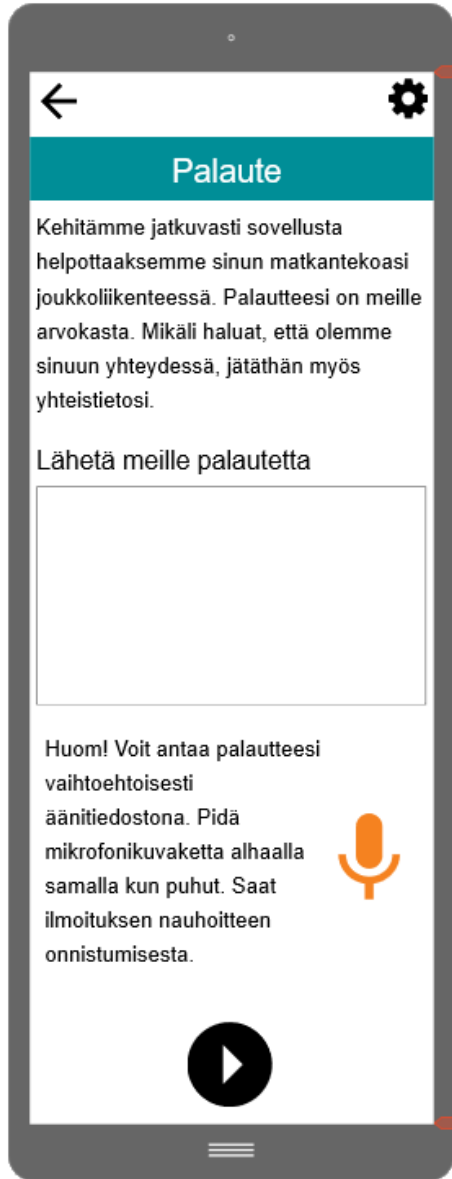 Palaute
Kehitämme jatkuvasti sovellusta
helpottaaksemme sinun matkantekoasi
joukkoliikenteessä. Palautteesi on meille
arvokasta. Mikäli haluat, että olemme
sinuun yhteydessä, jätäthän myös
yhteistietosi.
Lähetä meille palautetta
Huom! Voit antaa palautteesi
vaihtoehtoisesti
äänitiedostona. Pidä
mikrofonikuvaketta alhaalla
samalla kun puhut. Saat
ilmoituksen nauhoitteen
onnistumisesta.